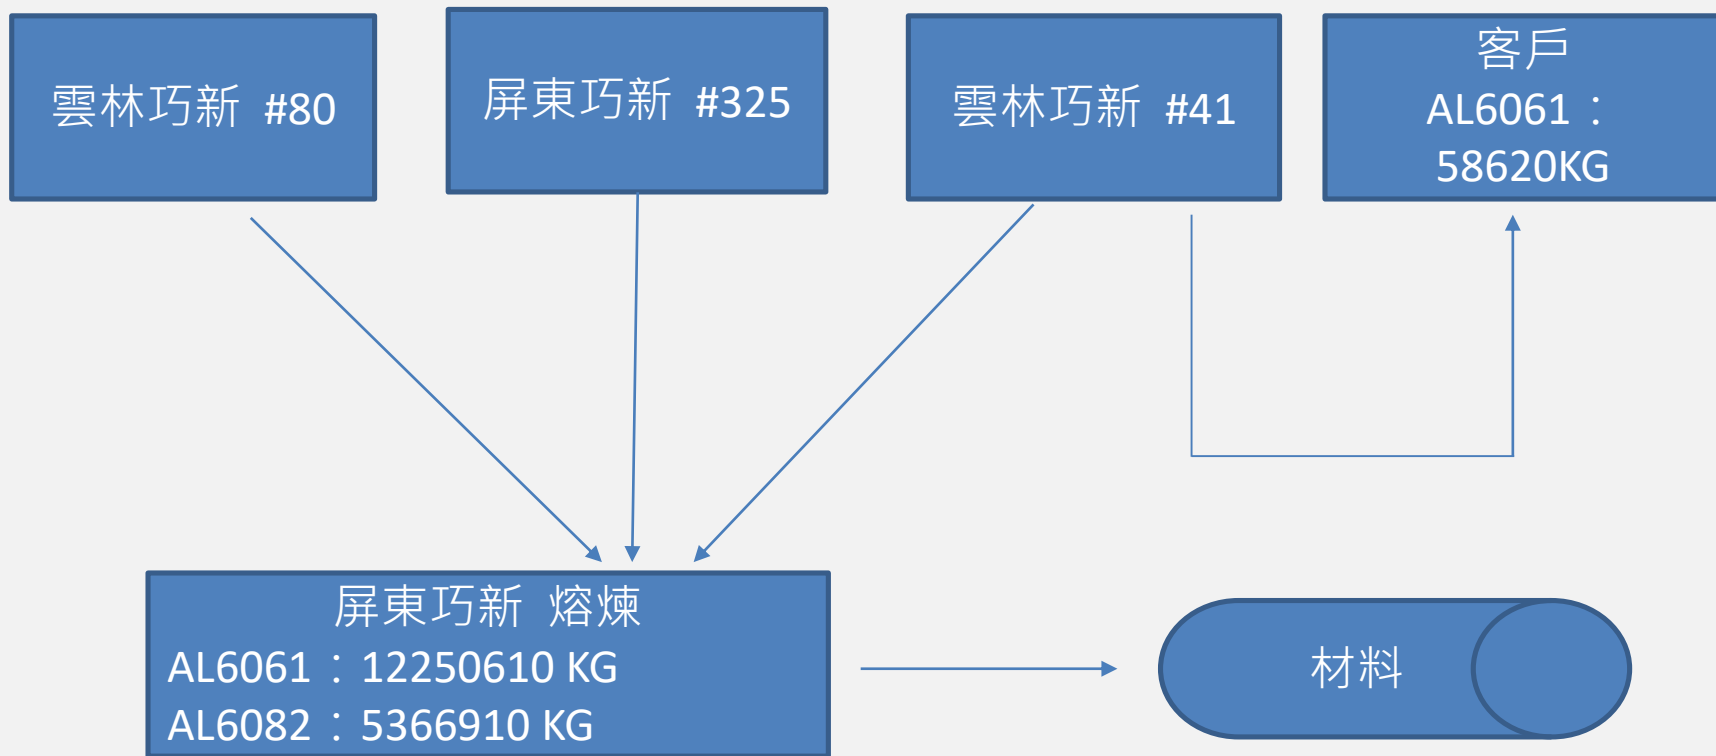 雲林巧新 #80
屏東巧新 #325
雲林巧新 #41
客戶
AL6061：
58620KG
屏東巧新 熔煉
AL6061：12250610 KG
AL6082：5366910 KG
材料